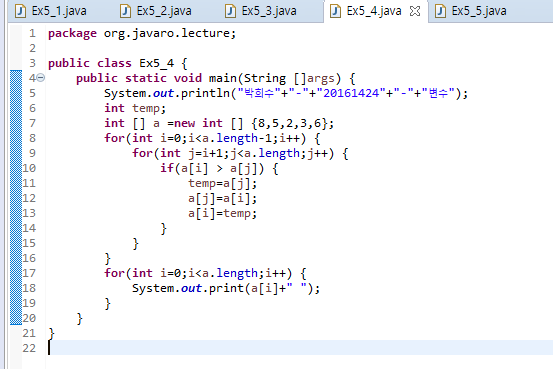 Ex5_1.java Ex5_2.java Ex5_3.java Ex5_4.java Ex5_5.java
1 package org.javaro.lecture;
2
3 public class Ex5_4 {
4 public static void main(String []args) {
5 System.out.println("박희수"+"-"+"20161424"+"-"+"변수");
6 int temp;
7 int [] a =new int [] {8,5,2,3,6};
8 for(int i=0;i<a.length-1;i++) {
9 for(int j=i+1;j<a.length;j++) {
10 if(a[i] > a[j]) {
11 temp=a[j];
12 a[j]=a[i];
13 a[i]=temp;
14 }
15 }
16 }
17 for(int i=0;i<a.length;i++) {
18 System.out.print(a[i]+" ");
19 }
20 }
21 }
22